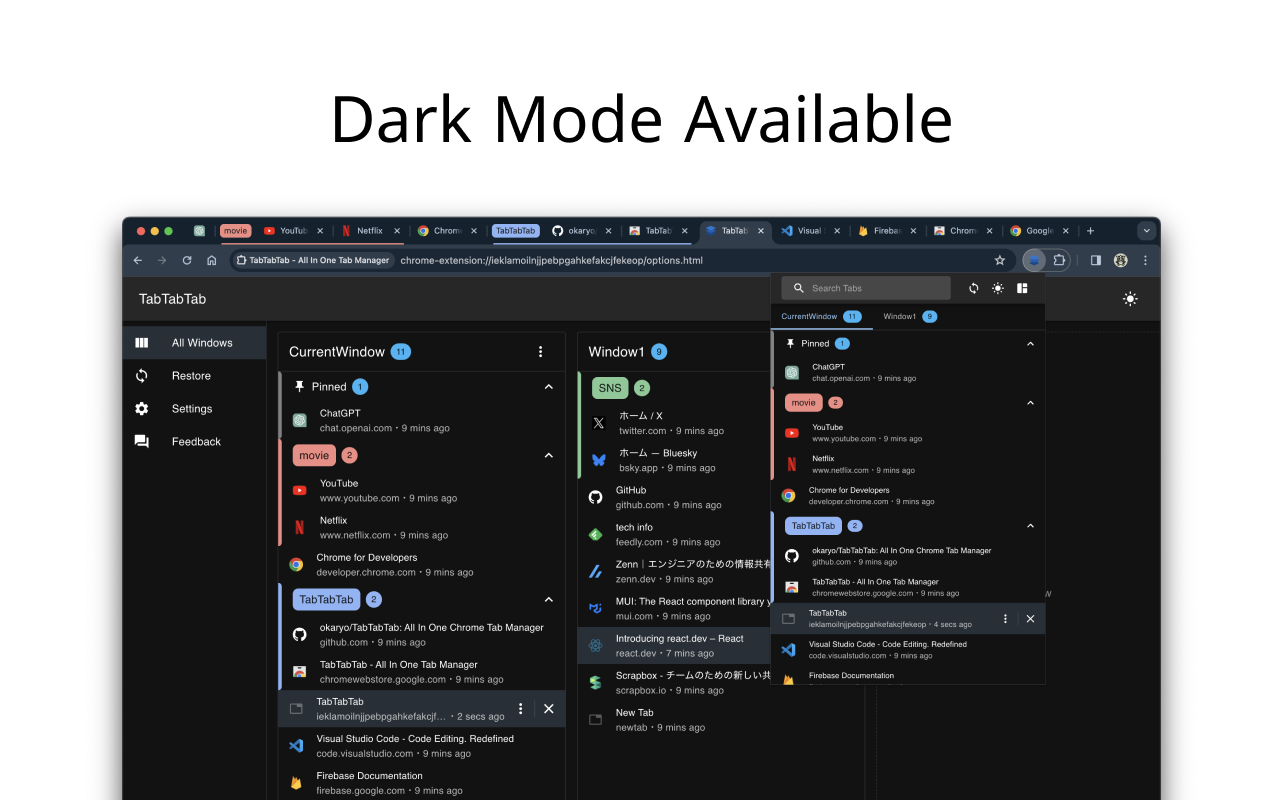 Dark Mode Available
movie
YouTub
Netflix
Chrom
TabTabTab
okaryo
TabTab
TabTab
Visual
Fireba
Chrom
Google
TabTabTab - All In One Tab Manager
chrome-extension://ieklamoilnjjpebpgahkefakcjfekeop/options.html
TabTabTab
All Windows
Restore
Settings
Feedback
CurrentWindow 11
Pinned 1
ChatGPT
chat.openai.com・9 mins ago
movie 2
YouTube
www.youtube.com・9 mins ago
Netflix
www.netflix.com・9 mins ago
Chrome for Developers
developer.chrome.com・9 mins ago
TabTabTab 2
okaryo/TabTabTab: All In One Chrome Tab Manager
github.com・9 mins ago
TabTabTab - All In One Tab Manager
chromewebstore.google.com・9 mins ago
TabTabTab
ieklamoilnjjpebpgahkefakcjf…・2 secs ago
Visual Studio Code - Code Editing. Redefined
code.visualstudio.com・9 mins ago
Firebase Documentation
firebase.google.com・9 mins ago
Window1 9
SNS 2
ホーム / X
twitter.com・9 mins ago
ホーム — Bluesky
bsky.app・9 mins ago
GitHub
github.com・9 mins ago
tech info
feedly.com・9 mins ago
Zenn｜エンジニアのための情報共有
zenn.dev・9 mins ago
MUI: The React component library y
mui.com・9 mins ago
Introducing react.dev – React
react.dev・7 mins ago
Scrapbox - チームのための新しい共
scrapbox.io・9 mins ago
New Tab
newtab・9 mins ago
Search Tabs
CurrentWindow 11
Window1 9
Pinned 1
ChatGPT
chat.openai.com・9 mins ago
movie 2
YouTube
www.youtube.com・9 mins ago
Netflix
www.netflix.com・9 mins ago
Chrome for Developers
developer.chrome.com・9 mins ago
TabTabTab 2
okaryo/TabTabTab: All In One Chrome Tab Manager
github.com・9 mins ago
TabTabTab - All In One Tab Manager
chromewebstore.google.com・9 mins ago
TabTabTab
ieklamoilnjjpebpgahkefakcjfekeop・4 secs ago
Visual Studio Code - Code Editing. Redefined
code.visualstudio.com・9 mins ago
Firebase Documentation